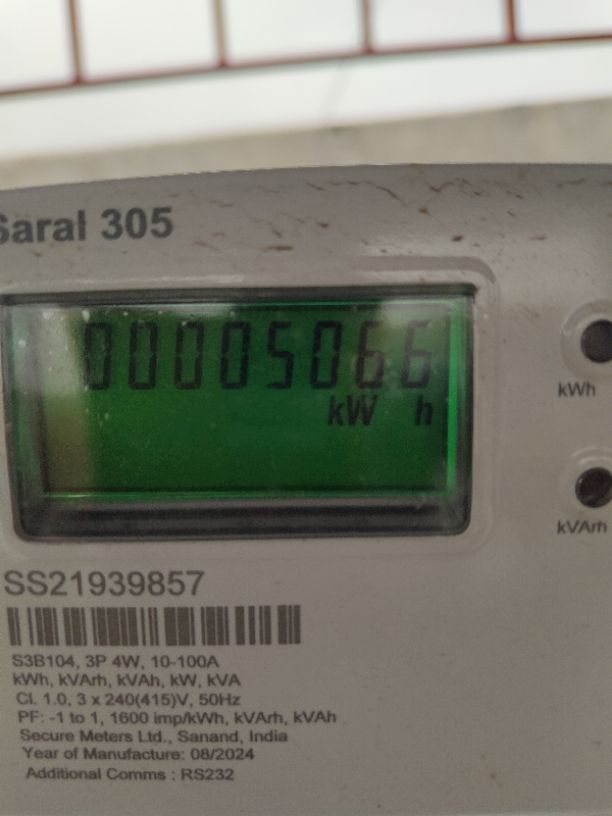 Saral 305
00005066
kW h
kWh
kVArh
SS21939857
S3B104, 3P 4W, 10-100A
kWh, kVArh, kVAh, kW, kVA
Cl. 1.0, 3 x 240(415)V, 50Hz
PF: -1 to 1, 1600 imp/kWh, kVArh, kVAh
Secure Meters Ltd., Sanand, India
Year of Manufacture: 08/2024
Additional Comms : RS232